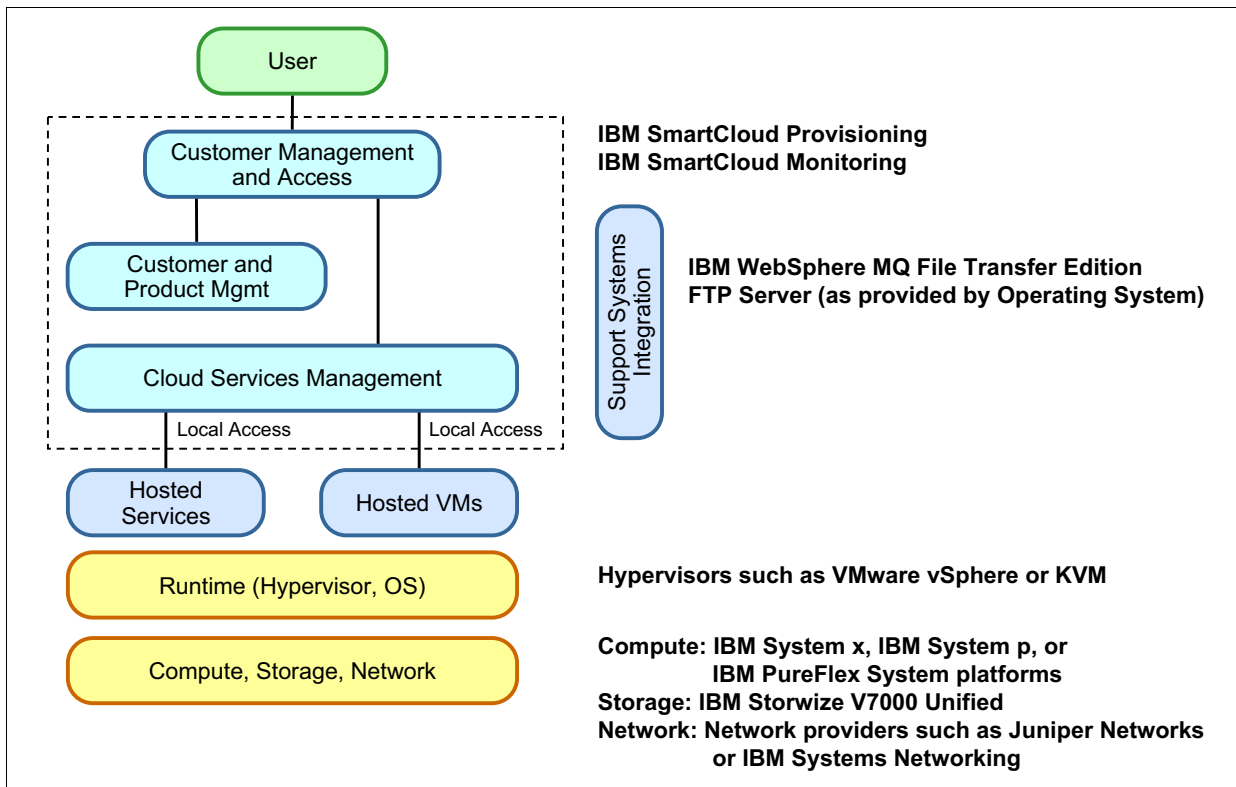 User
Customer Management
and Access
IBM SmartCloud Provisioning
IBM SmartCloud Monitoring
Customer and
Product Mgmt
Support Systems
Integration
IBM WebSphere MQ File Transfer Edition
FTP Server (as provided by Operating System)
Cloud Services Management
Local Access
Local Access
Hosted
Services
Hosted VMs
Runtime (Hypervisor, OS)
Hypervisors such as VMware vSphere or KVM
Compute, Storage, Network
Compute: IBM System x, IBM System p, or
IBM PureFlex System platforms
Storage: IBM Storwize V7000 Unified
Network: Network providers such as Juniper Networks
or IBM Systems Networking